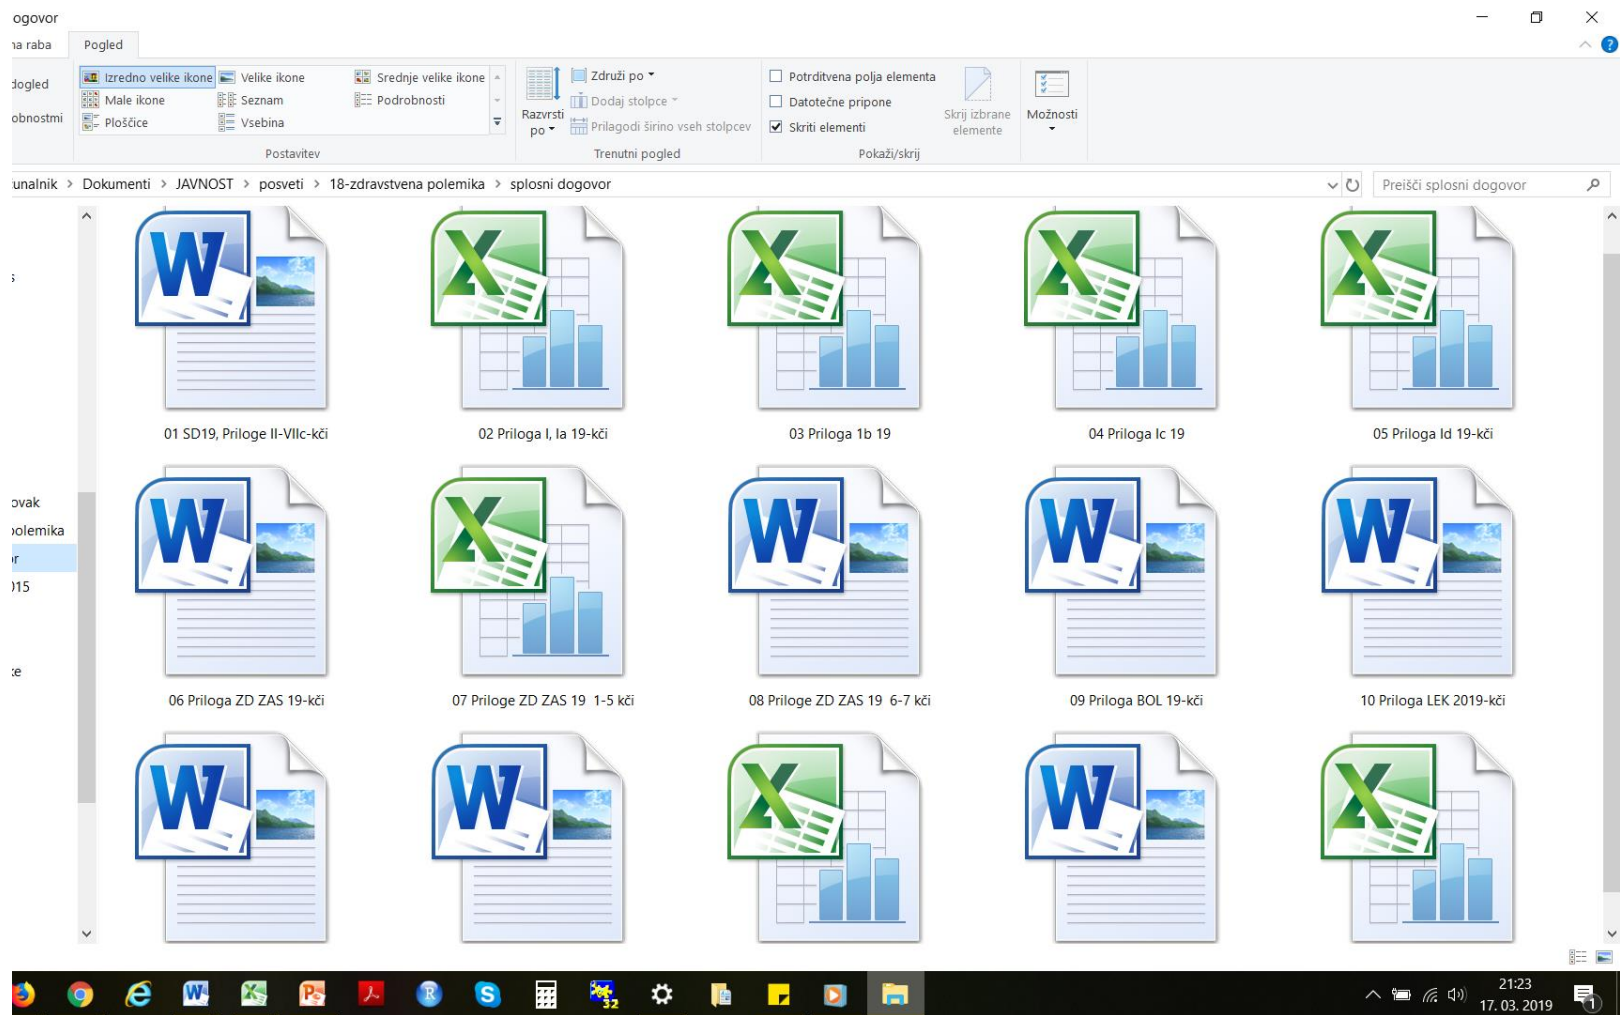 ogovor
na raba Pogled
dogled
obnostmi
Izredno velike ikone Velike ikone Srednje velike ikone
Male ikone Seznam Podrobnosti
Ploščice Vsebina
Postavitev
Razvrsti po
Združi po
Dodaj stolpce
Prilagodi širino vseh stolpcev
Trenutni pogled
Potrditvena polja elementa
Datotečne pripone
Skriti elementi
Skrij izbrane elemente
Pokaži/skrij
Možnosti
unalnik > Dokumenti > JAVNOST > posveti > 18-zdravstvena polemika > splosni dogovor
Preišči splosni dogovor
s
ovak
polemika
or
015
ke
01 SD19, Priloge II-VIIc-kči
02 Priloga I, Ia 19-kči
03 Priloga 1b 19
04 Priloga Ic 19
05 Priloga Id 19-kči
06 Priloga ZD ZAS 19-kči
07 Priloge ZD ZAS 19 1-5 kči
08 Priloge ZD ZAS 19 6-7 kči
09 Priloga BOL 19-kči
10 Priloga LEK 2019-kči
21:23
17. 03. 2019
1